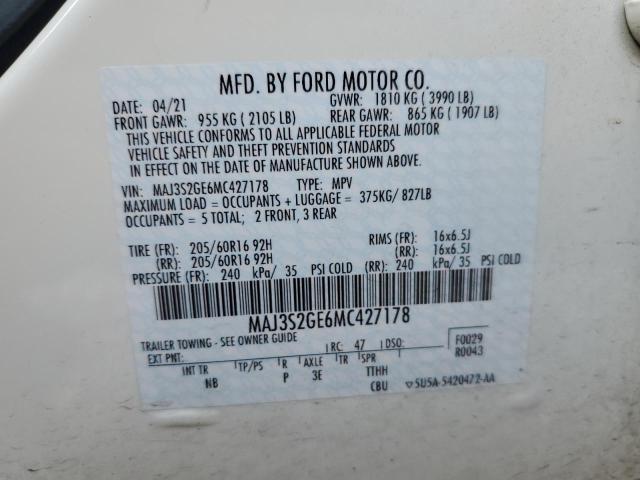 MFD. BY FORD MOTOR CO.
DATE: 04/21 GVWR: 1810 KG ( 3990 LB)
FRONT GAWR: 955 KG ( 2105 LB) REAR GAWR: 865 KG ( 1907 LB)
THIS VEHICLE CONFORMS TO ALL APPLICABLE FEDERAL MOTOR
VEHICLE SAFETY AND THEFT PREVENTION STANDARDS
IN EFFECT ON THE DATE OF MANUFACTURE SHOWN ABOVE.
VIN: MAJ3S2GE6MC427178 TYPE: MPV
MAXIMUM LOAD = OCCUPANTS + LUGGAGE = 375KG/ 827LB
OCCUPANTS = 5 TOTAL; 2 FRONT, 3 REAR
TIRE (FR): 205/60R16 92H RIMS (FR): 16x6.5J
(RR): 205/60R16 92H (RR): 16x6.5J
PRESSURE (FR): 240 kPa/ 35 PSI COLD (RR): 240 kPa/ 35 PSI COLD
MAJ3S2GE6MC427178
TRAILER TOWING - SEE OWNER GUIDE F0029
EXT PNT: RC: 47 DSO: R0043
INT TR TP/PS R AXLE TR SPR
NB P 3E TTHH
CBU 5U5A-5420472-AA